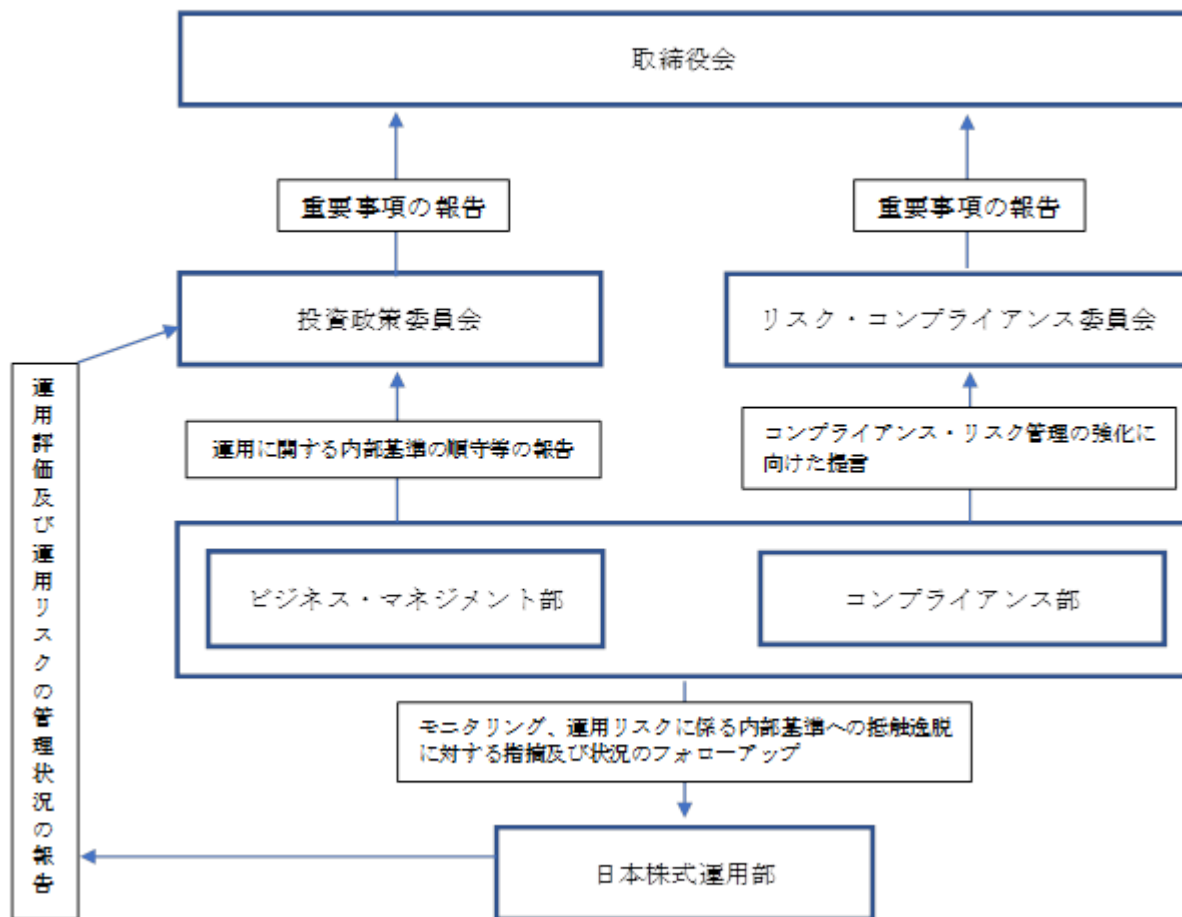 取締役会
重要事項の報告
重要事項の報告
投資政策委員会
リスク・コンプライアンス委員会
運用評価及び運用リスクの管理状況の報告
運用に関する内部基準の順守等の報告
コンプライアンス・リスク管理の強化に
向けた提言
ビジネス・マネジメント部
コンプライアンス部
モニタリング、運用リスクに係る内部基準への抵触逸脱
に対する指摘及び状況のフォローアップ
日本株式運用部